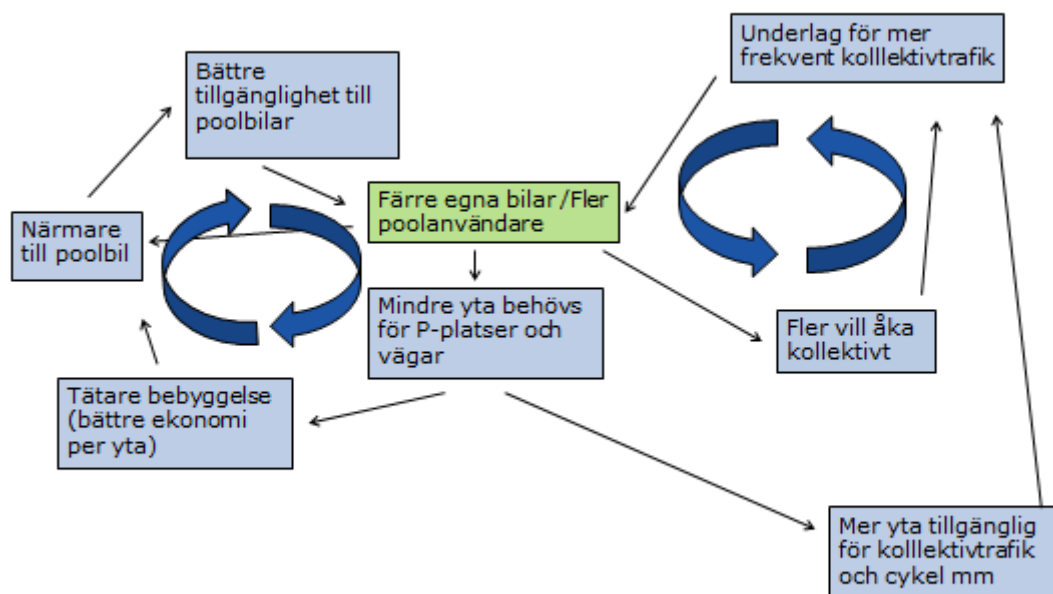 Underlag för mer
frekvent kolllektivtrafik
Bättre
tillgänglighet till
poolbilar
Färre egna bilar/Fler
poolanvändare
Närmare
till poolbil
Mindre yta behövs
för P-platser och
vägar
Fler vill åka
kollektivt
Tätare bebyggelse
(bättre ekonomi
per yta)
Mer yta tillgänglig
för kolllektivtrafik
och cykel mm